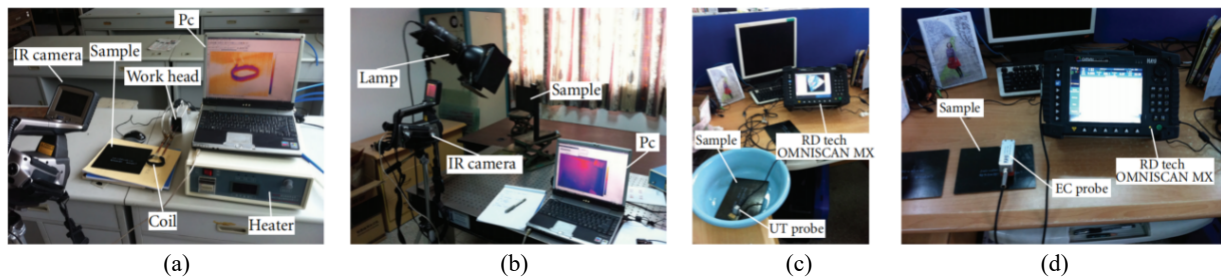 Pc
IR camera
Sample
Work head
Coil
Heater
(a)
Lamp
Sample
IR camera
Pc
(b)
Sample
RD tech
OMNISCAN MX
UT probe
(c)
Sample
RD tech
OMNISCAN MX
EC probe
(d)